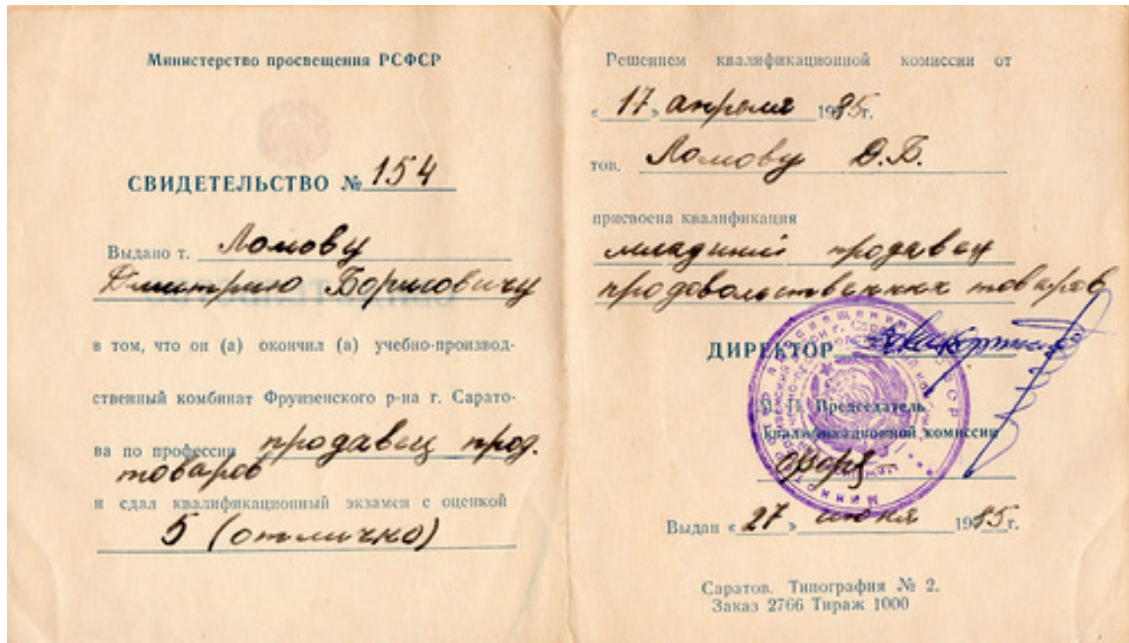 Министерство просвещения РСФСР
СВИДЕТЕЛЬСТВО № 154
Выдано т. Ломову
Дмитрию Борисовичу
в том, что он (а) окончил (а) учебно-производ-
ственный комбинат Фрунзенского р-на г. Сарато-
ва по профессии продавец прод.
товаров
и сдал квалификационный экзамен с оценкой
5 (отлично)
Решением квалификационной комиссии от
« 17 » апреля 1985г.
тов. Ломову Д.Б.
присвоена квалификация
младший продавец
продовольственных товаров
ДИРЕКТОР
М. П. Председатель
квалификационной комиссии
Выдан « 27 » июня 1985г.
Саратов. Типография № 2.
Заказ 2766 Тираж 1000